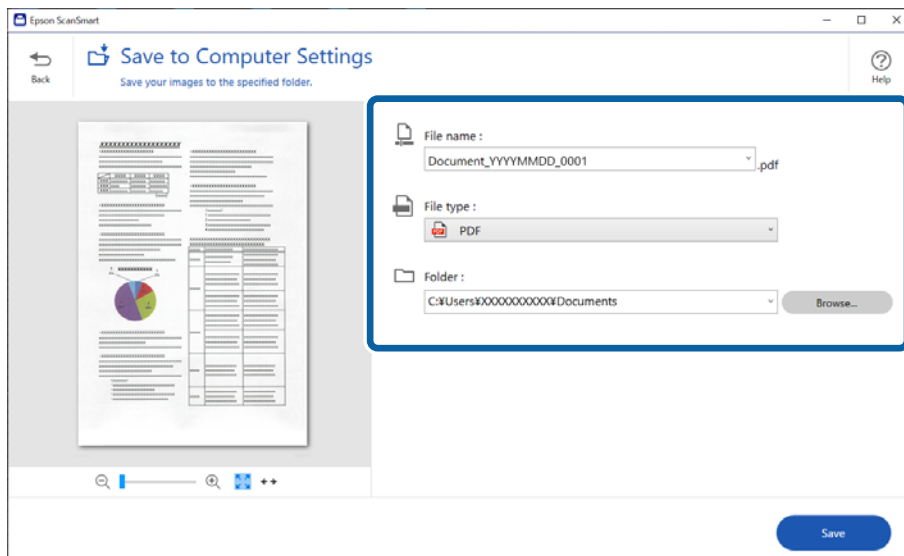 Epson ScanSmart
Back
Save to Computer Settings
Save your images to the specified folder.
Help
File name :
Document_YYYYMMDD_0001
.pdf
File type :
PDF
Folder :
C:¥Users¥XXXXXXXXXX¥Documents
Browse...
Save